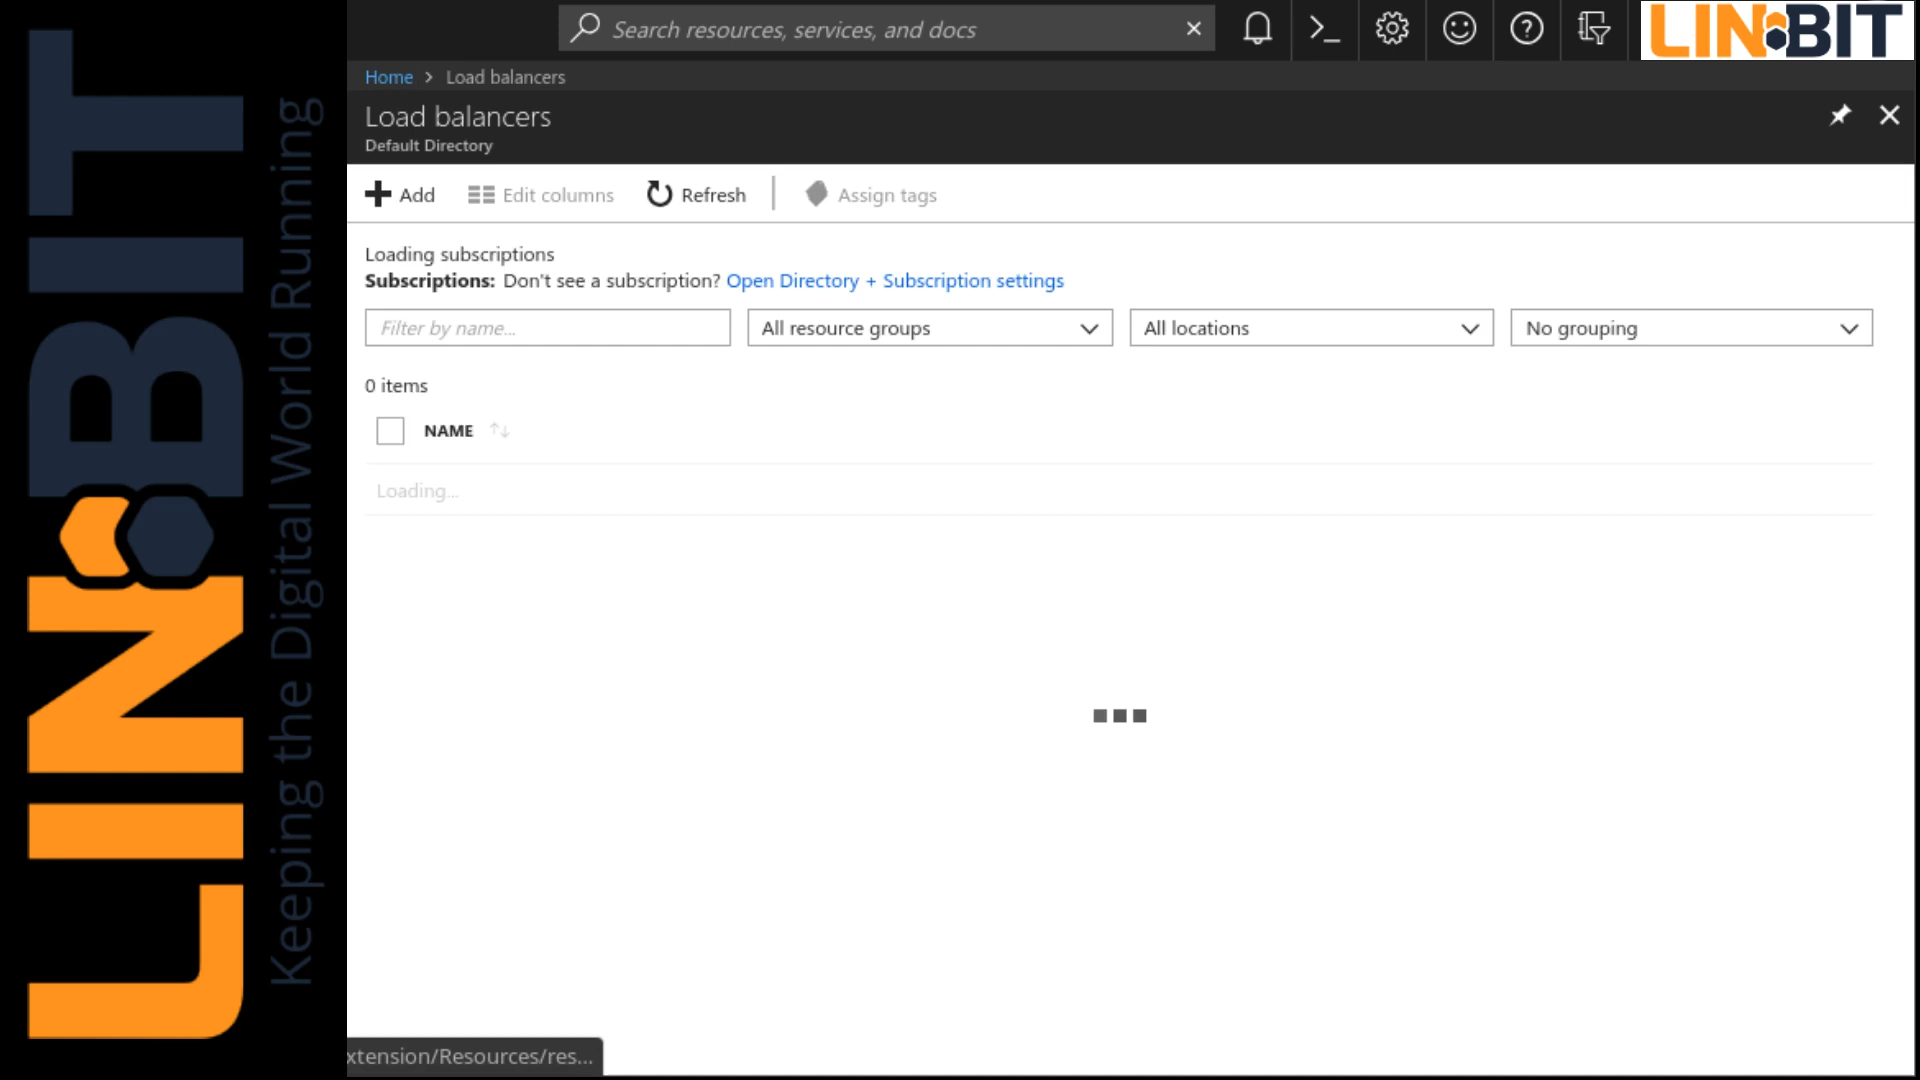 LINBIT
Keeping the Digital World Running
Search resources, services, and docs
LINBIT
Home > Load balancers
Load balancers
Default Directory
Add
Edit columns
Refresh
Assign tags
Loading subscriptions
Subscriptions: Don't see a subscription? Open Directory + Subscription settings
Filter by name...
All resource groups
All locations
No grouping
0 items
NAME
Loading...
xtension/Resources/res...